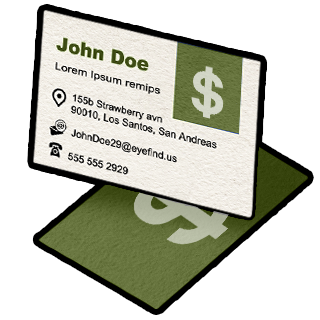 John Doe
$
Lorem Ipsum remips
155b Strawberry avn
90010, Los Santos, San Andreas
JohnDoe29@eyefind.us
555 555 2929
$